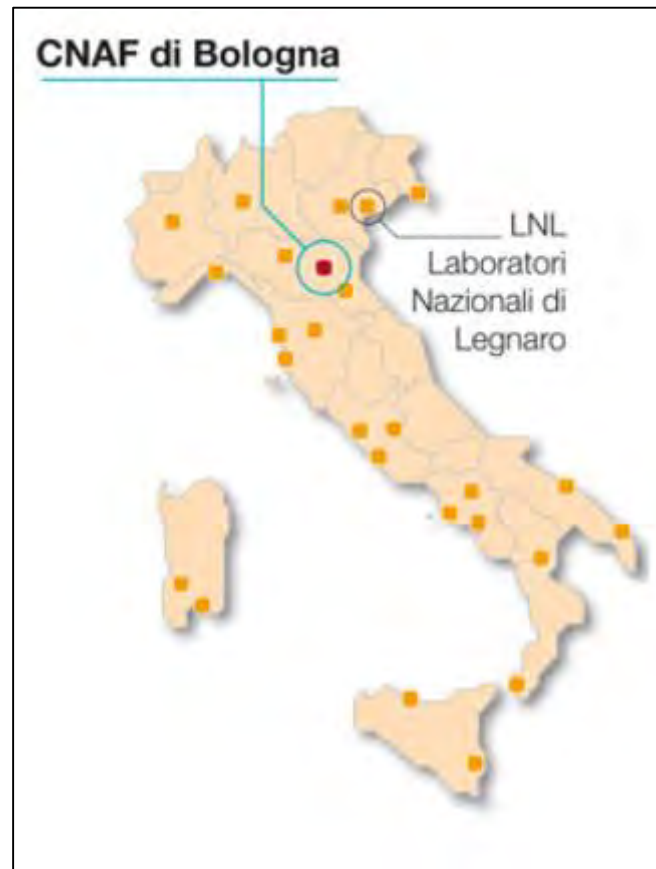 CNAF di Bologna
LNL
Laboratori
Nazionali di
Legnaro